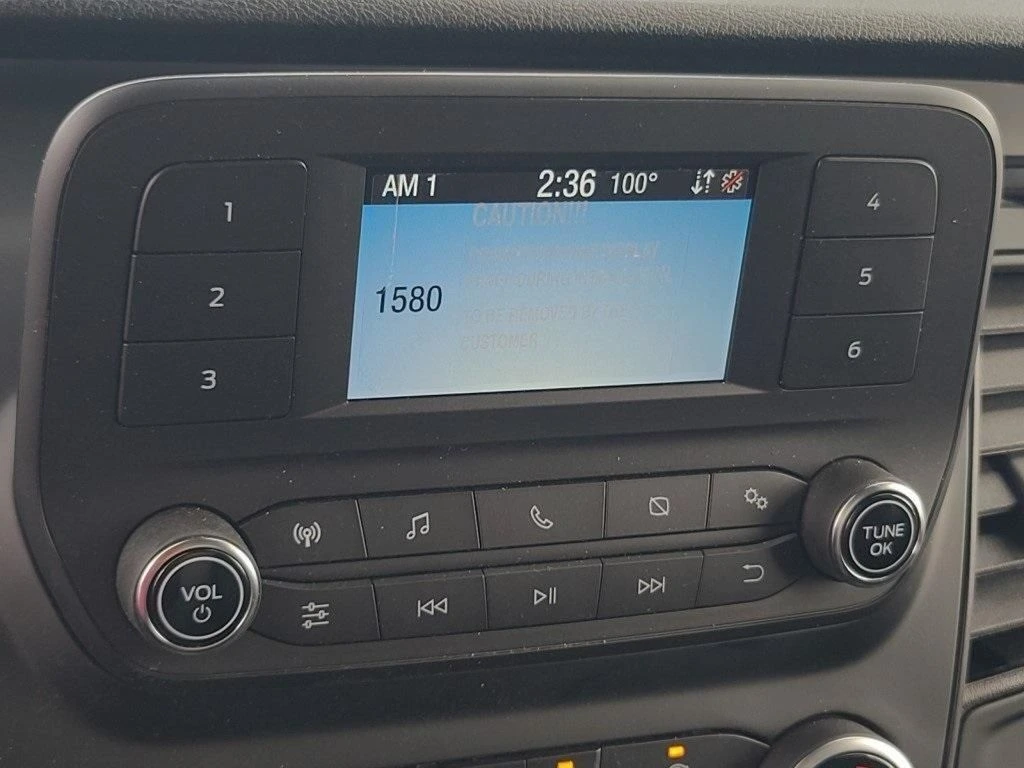 AM 1 2:36 100°
CAUTION!!!
1580
TO BE REMOVED BY THE
CUSTOMER
1
2
3
4
5
6
VOL
TUNE
OK